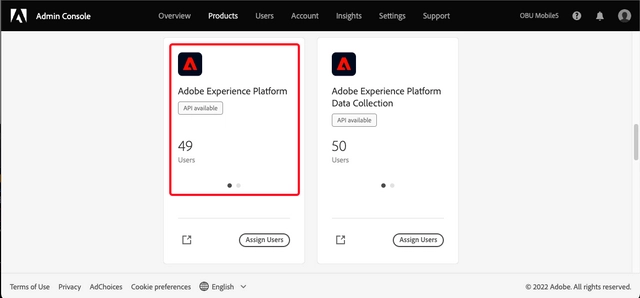 Admin Console
Overview
Products
Users
Account
Insights
Settings
Support
OBU Mobile5
Adobe Experience Platform
API available
49
Users
Adobe Experience Platform
Data Collection
API available
50
Users
Assign Users
Assign Users
Terms of Use
Privacy
AdChoices
Cookie preferences
English
© 2022 Adobe. All rights reserved.